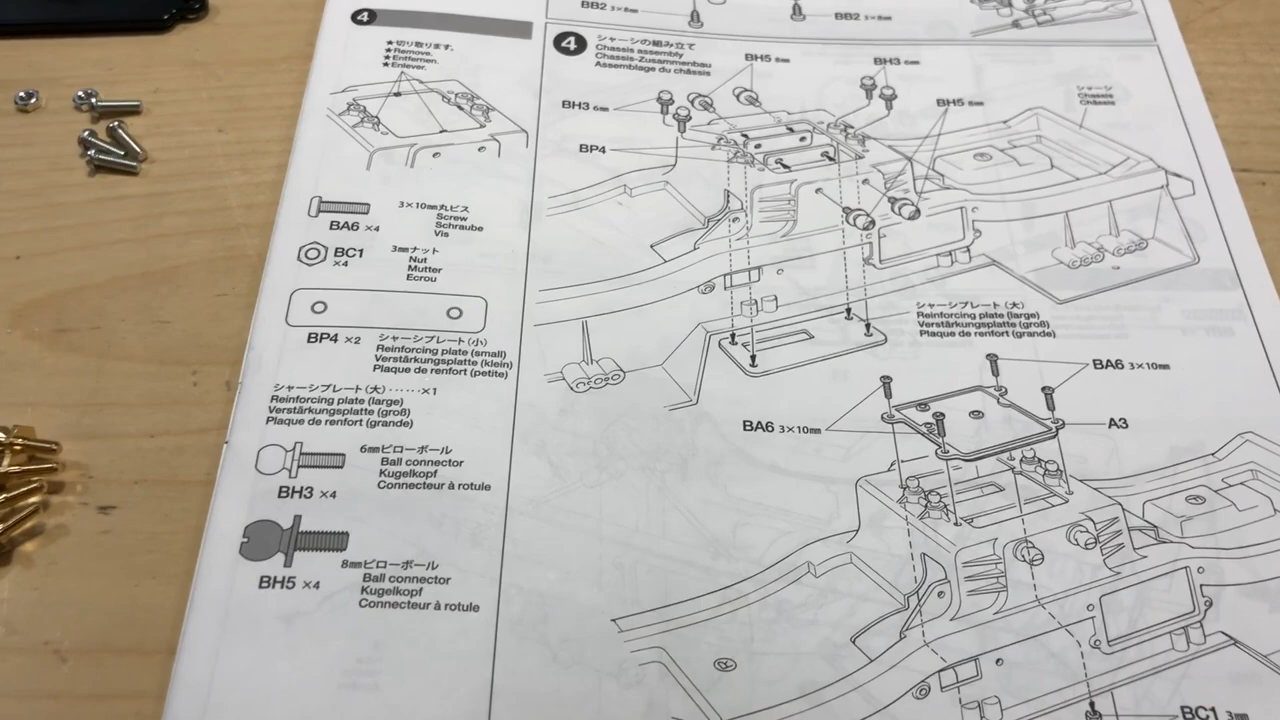 BB2 3×8㎜
BB2 3×8㎜
4
★切り取ります。
★Remove.
★Entfernen.
★Enlever.
BA6 ×4
3×10㎜丸ビス
Screw
Schraube
Vis
BC1
×4
3㎜ナット
Nut
Mutter
Ecrou
BP4 ×2
シャーシプレート(小)
Reinforcing plate (small)
Verstärkungsplatte (klein)
Plaque de renfort (petite)
シャーシプレート(大)······×1
Reinforcing plate (large)
Verstärkungsplatte (groß)
Plaque de renfort (grande)
BH3 ×4
6㎜ピローボール
Ball connector
Kugelkopf
Connecteur à rotule
BH5 ×4
8㎜ピローボール
Ball connector
Kugelkopf
Connecteur à rotule
4
シャーシの組み立て
Chassis assembly
Chassis-Zusammenbau
Assemblage du châssis
BH5 8㎜
BH3 6㎜
BH3 6㎜
BH5 8㎜
シャーシ
Chassis
Châssis
BP4
シャーシプレート(大)
Reinforcing plate (large)
Verstärkungsplatte (groß)
Plaque de renfort (grande)
BA6 3×10㎜
BA6 3×10㎜
A3
R
BC1 3㎜